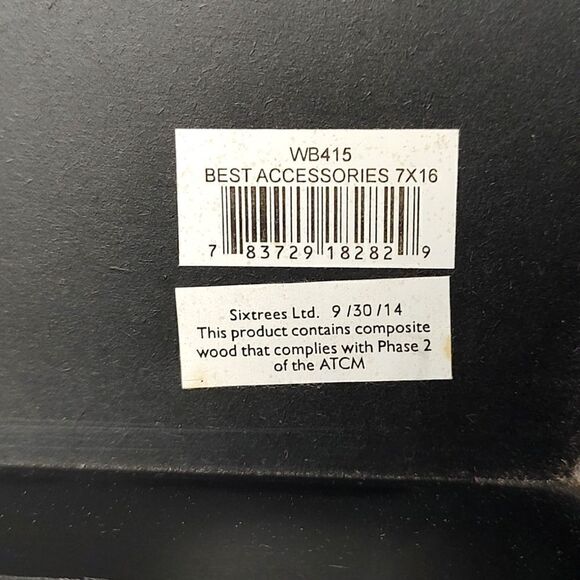 WB415
BEST ACCESSORIES 7X16
7 83729 18282 9
Sixtrees Ltd. 9 /30 /14
This product contains composite
wood that complies with Phase 2
of the ATCM